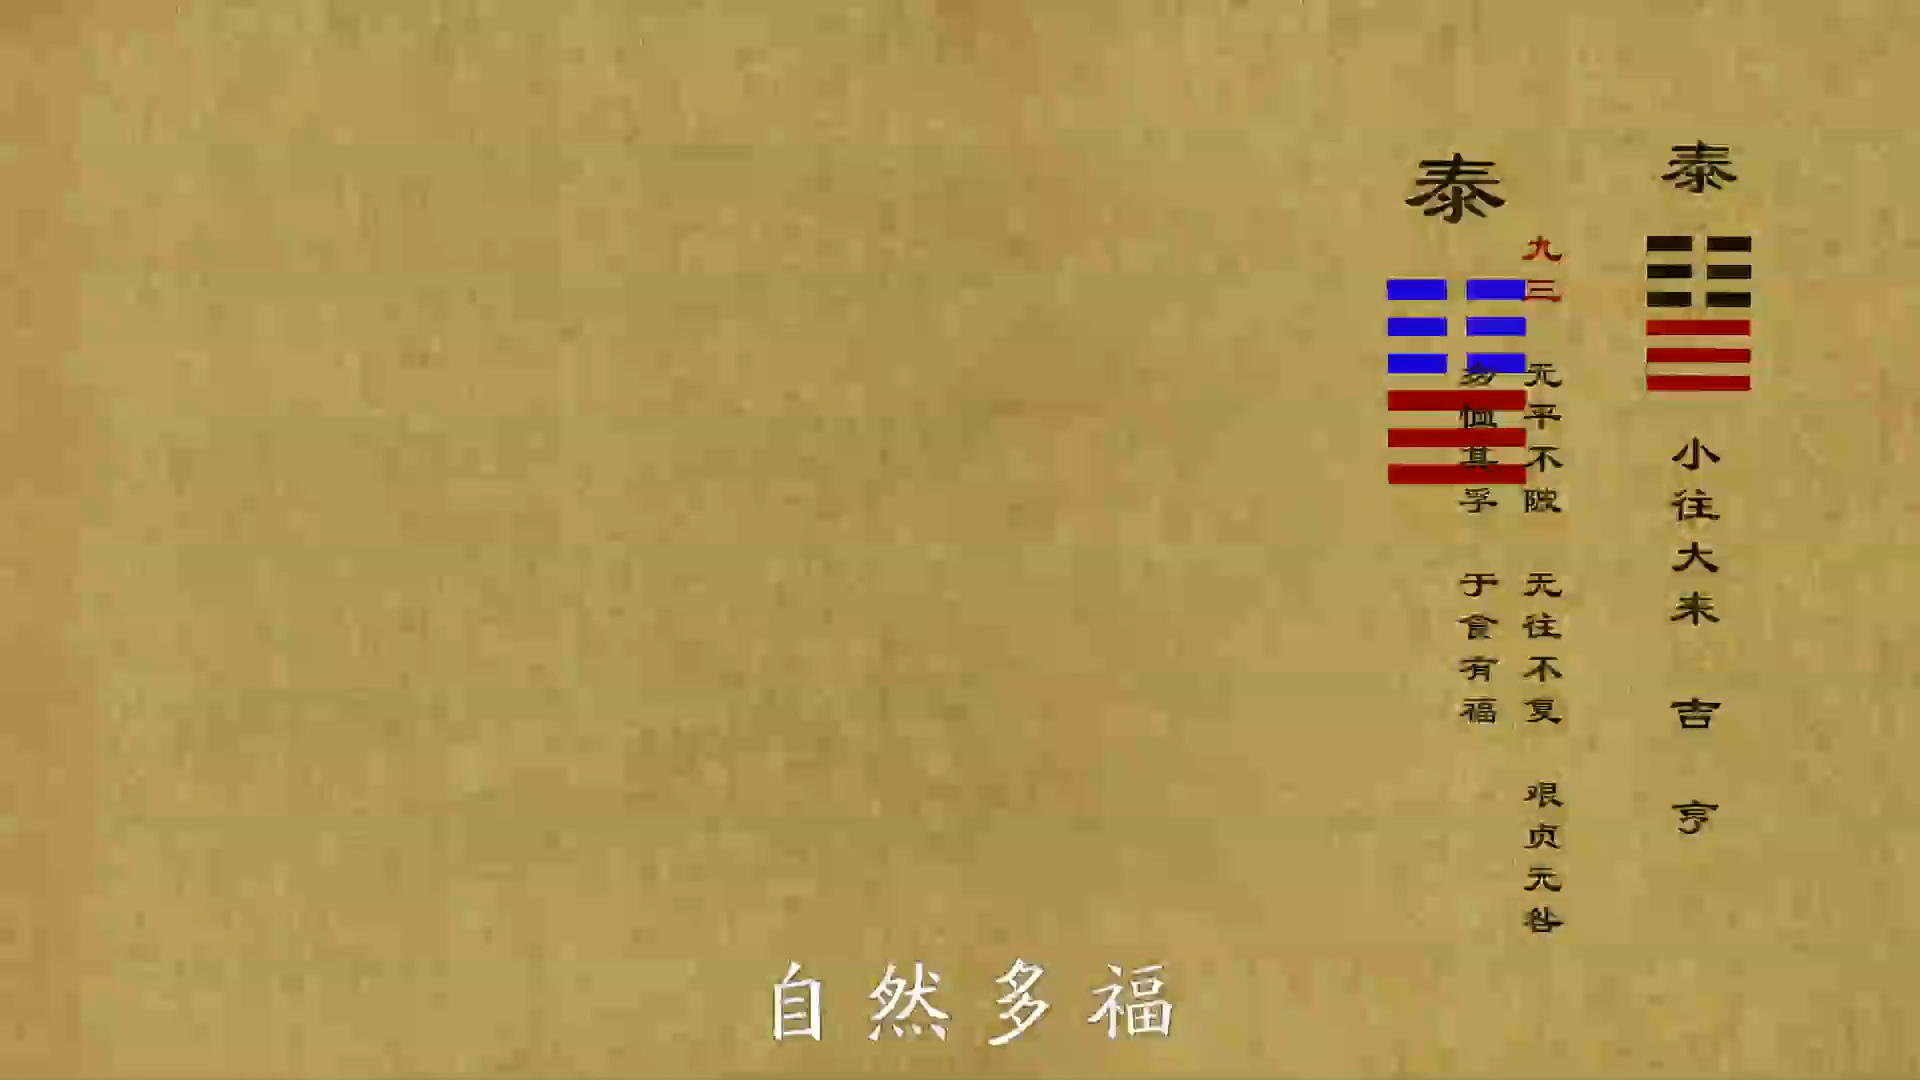 泰
小往大来 吉 亨
泰
九三 无平不陂 无往不复 艰贞无咎
勿恤其孚 于食有福
自然多福